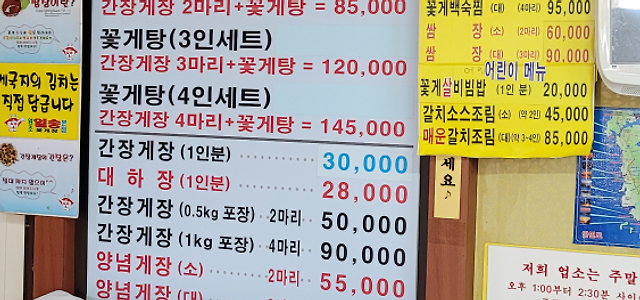 간장게장 2마리+꽃게탕 = 85,000
꽃게탕(3인세트)
간장게장 3마리+꽃게탕 = 120,000
꽃게탕(4인세트)
간장게장 4마리+꽃게탕 = 145,000
간장게장 (1인분) 30,000
대 하 장 (1인분) 28,000
간장게장 (0.5kg 포장) 2마리 50,000
간장게장 (1kg 포장) 4마리 90,000
양념게장 (소) 2마리 55,000
양념게장 (대)
꽃게백숙찜 (대) (4마리) 95,000
쌈 장 (소) (2마리) 60,000
쌈 장 (대) (3마리) 90,000
어린이 메뉴
꽃게살비빔밥 (1인 분) 20,000
갈치소스조림 (소) (약 2인) 45,000
매운갈치조림 (대) (약 3~4인) 85,000
세요♪
게국지의 김치는
직접 담급니다
저희 업소는 주말
오후 1:00부터 2:30분 사이